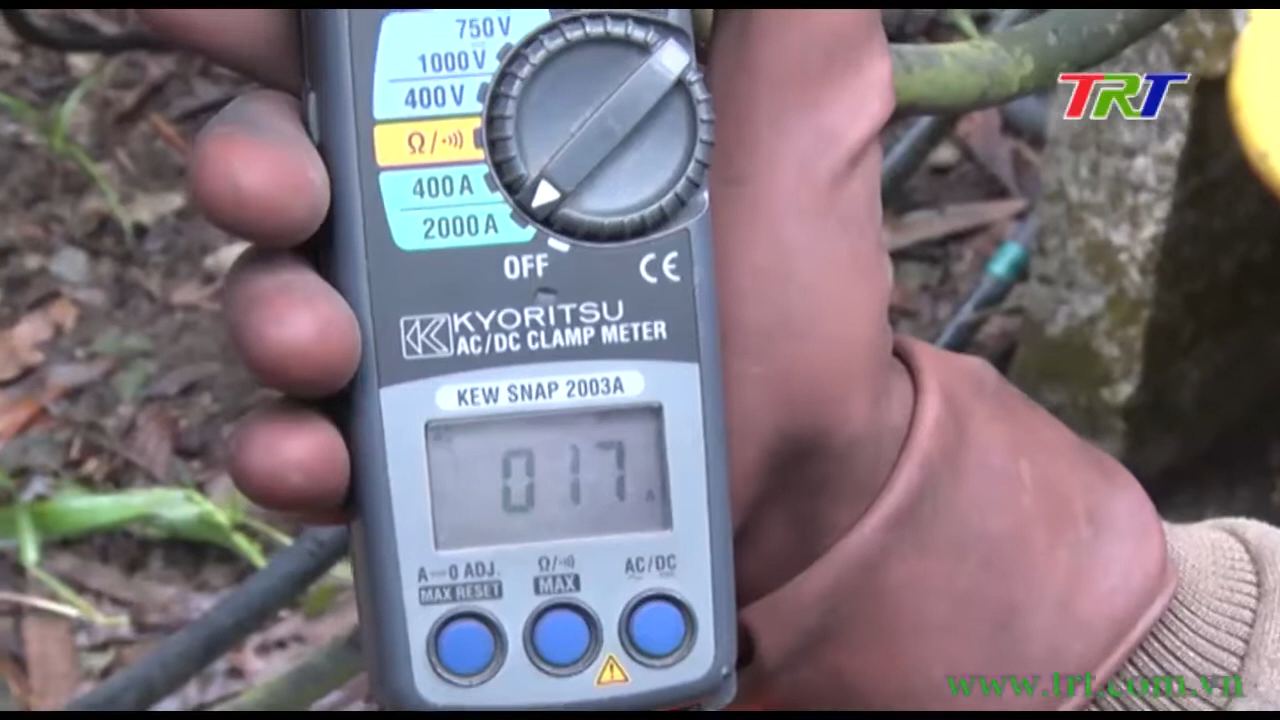 750V
1000V
400V
Ω/·))
400A
2000A
OFF
CE
TRT
KYORITSU
AC/DC CLAMP METER
KEW SNAP 2003A
017
A
A⎓0 ADJ.
MAX RESET
Ω/·))
MAX
AC/DC
www.trt.com.vn